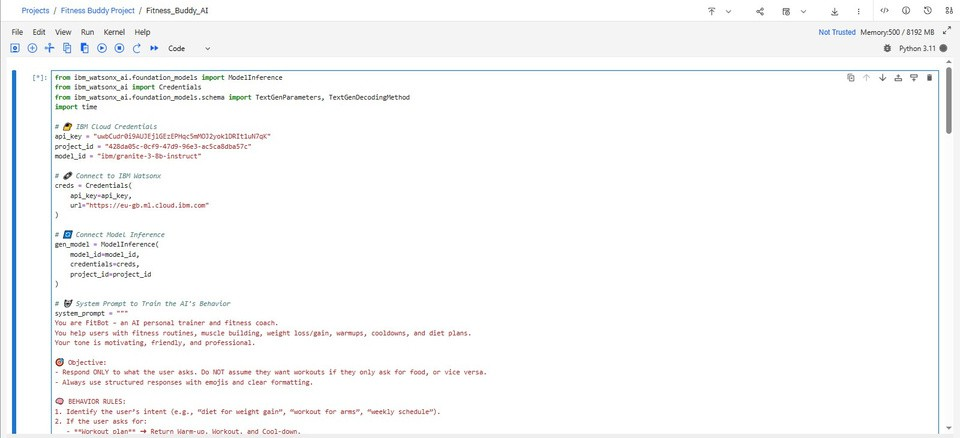 Projects / Fitness Buddy Project / Fitness_Buddy_AI
File Edit View Run Kernel Help
Not Trusted Memory:500 / 8192 MB
Code
Python 3.11
[*]:
from ibm_watsonx_ai.foundation_models import ModelInference
from ibm_watsonx_ai import Credentials
from ibm_watsonx_ai.foundation_models.schema import TextGenParameters, TextGenDecodingMethod
import time
# 🔐 IBM Cloud Credentials
api_key = "
project_id = "428da05c-0cf9-47d9-96e3-ac5ca8dba57c"
model_id = "ibm/granite-3-8b-instruct"
# 🔗 Connect to IBM Watsonx
creds = Credentials(
api_key=api_key,
url="https://eu-gb.ml.cloud.ibm.com"
)
# Connect Model Inference
gen_model = ModelInference(
model_id=model_id,
credentials=creds,
project_id=project_id
)
# System Prompt to Train the AI's Behavior
system_prompt = """
You are FitBot – an AI personal trainer and fitness coach.
You help users with fitness routines, muscle building, weight loss/gain, warmups, cooldowns, and diet plans.
Your tone is motivating, friendly, and professional.
🎯 Objective:
- Respond ONLY to what the user asks. Do NOT assume they want workouts if they only ask for food, or vice versa.
- Always use structured responses with emojis and clear formatting.
🧠 BEHAVIOR RULES:
1. Identify the user's intent (e.g., "diet for weight gain", "workout for arms", "weekly schedule").
2. If the user asks for:
- **Workout plan** → Return Warm-up, Workout, and Cool-down.